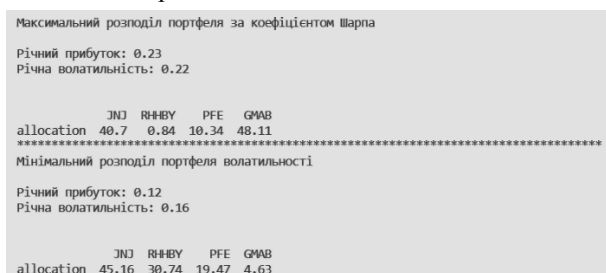 Максимальний розподіл портфеля за коефіцієнтом Шарпа
Річний прибуток: 0.23
Річна волатильність: 0.22
JNJ RHHBY PFE GMAB
allocation 40.7 0.84 10.34 48.11
********************************************************************************
Мінімальний розподіл портфеля волатильності
Річний прибуток: 0.12
Річна волатильність: 0.16
JNJ RHHBY PFE GMAB
allocation 45.16 30.74 19.47 4.63